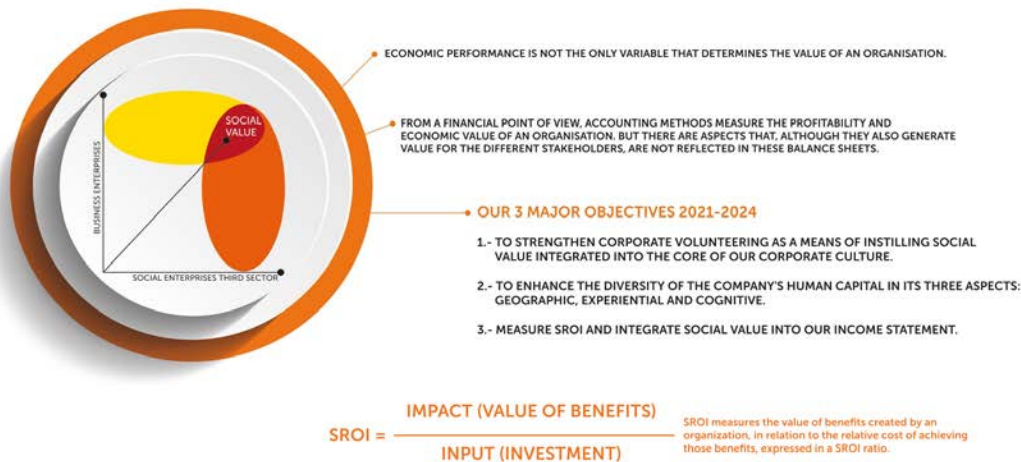 ECONOMIC PERFORMANCE IS NOT THE ONLY VARIABLE THAT DETERMINES THE VALUE OF AN ORGANISATION.
SOCIAL
VALUE
BUSINESS ENTERPRISES
SOCIAL ENTERPRISES THIRD SECTOR
FROM A FINANCIAL POINT OF VIEW, ACCOUNTING METHODS MEASURE THE PROFITABILITY AND
ECONOMIC VALUE OF AN ORGANISATION. BUT THERE ARE ASPECTS THAT, ALTHOUGH THEY ALSO GENERATE
VALUE FOR THE DIFFERENT STAKEHOLDERS, ARE NOT REFLECTED IN THESE BALANCE SHEETS.
OUR 3 MAJOR OBJECTIVES 2021-2024
1.- TO STRENGTHEN CORPORATE VOLUNTEERING AS A MEANS OF INSTILLING SOCIAL
VALUE INTEGRATED INTO THE CORE OF OUR CORPORATE CULTURE.
2.- TO ENHANCE THE DIVERSITY OF THE COMPANY'S HUMAN CAPITAL IN ITS THREE ASPECTS:
GEOGRAPHIC, EXPERIENTIAL AND COGNITIVE.
3.- MEASURE SROI AND INTEGRATE SOCIAL VALUE INTO OUR INCOME STATEMENT.
SROI =
IMPACT (VALUE OF BENEFITS)
INPUT (INVESTMENT)
SROI measures the value of benefits created by an
organization, in relation to the relative cost of achieving
those benefits, expressed in a SROI ratio.